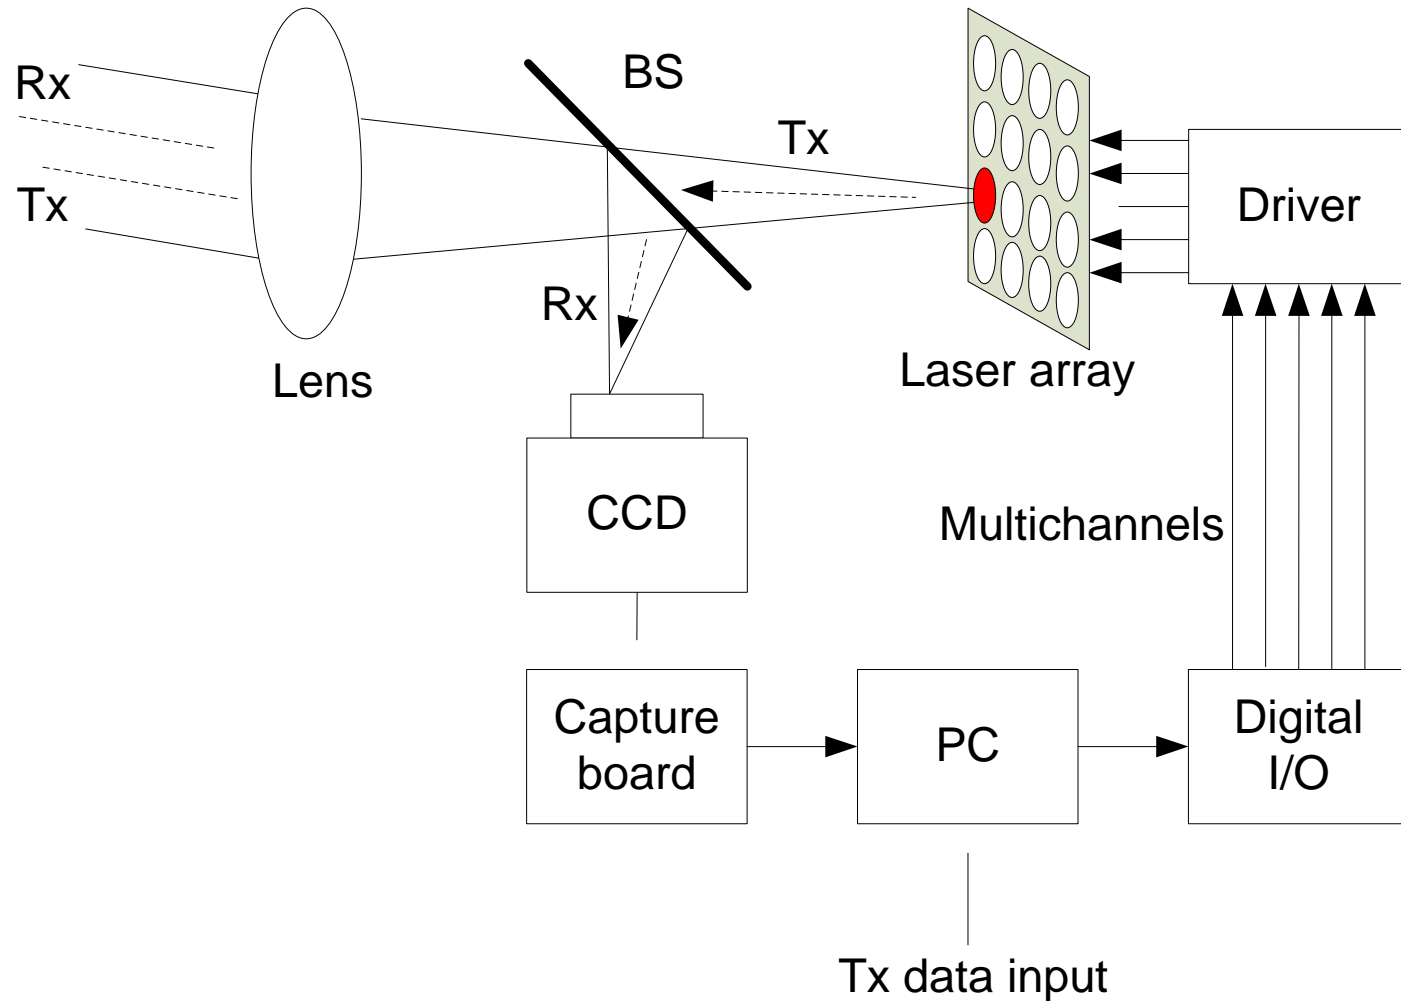 BS
Rx
Tx
Tx
Driver
Rx
Lens
Laser array
CCD
Multichannels
Capture
board
PC
Digital
I/O
Tx data input